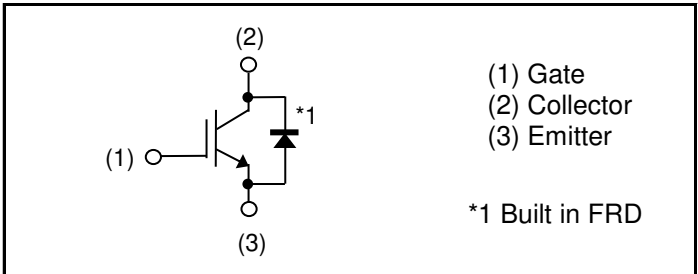 (2)
*1
(1)
(3)
(1) Gate
(2) Collector
(3) Emitter
*1 Built in FRD